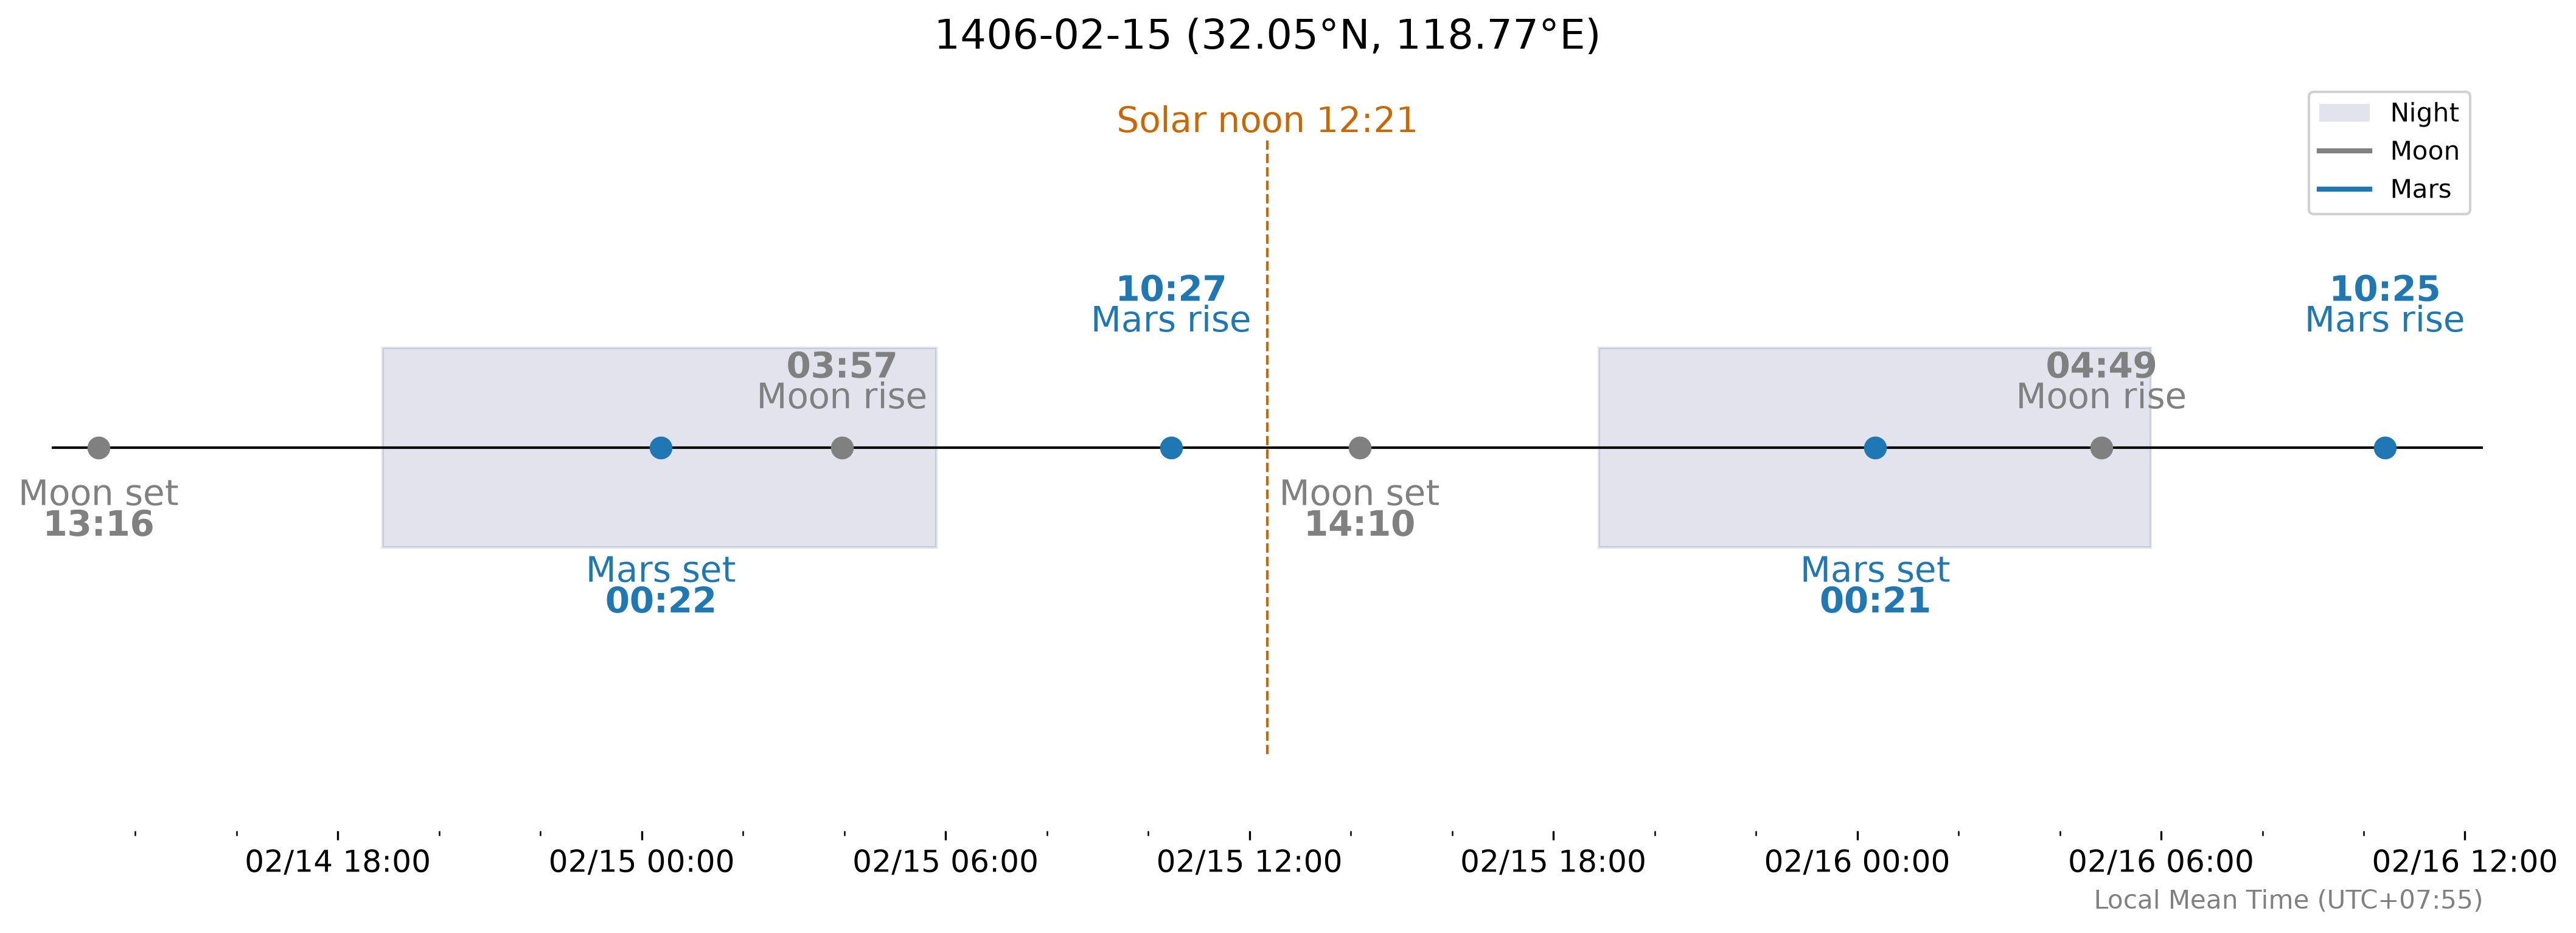 1406-02-15 (32.05°N, 118.77°E)
Solar noon 12:21
Night
Moon
Mars
10:27
Mars rise
10:25
Mars rise
03:57
Moon rise
04:49
Moon rise
Moon set
13:16
Moon set
14:10
Mars set
00:22
Mars set
00:21
02/14 18:00
02/15 00:00
02/15 06:00
02/15 12:00
02/15 18:00
02/16 00:00
02/16 06:00
02/16 12:00
Local Mean Time (UTC+07:55)